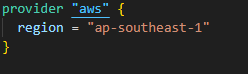 provider "aws" {
  region = "ap-southeast-1"
}